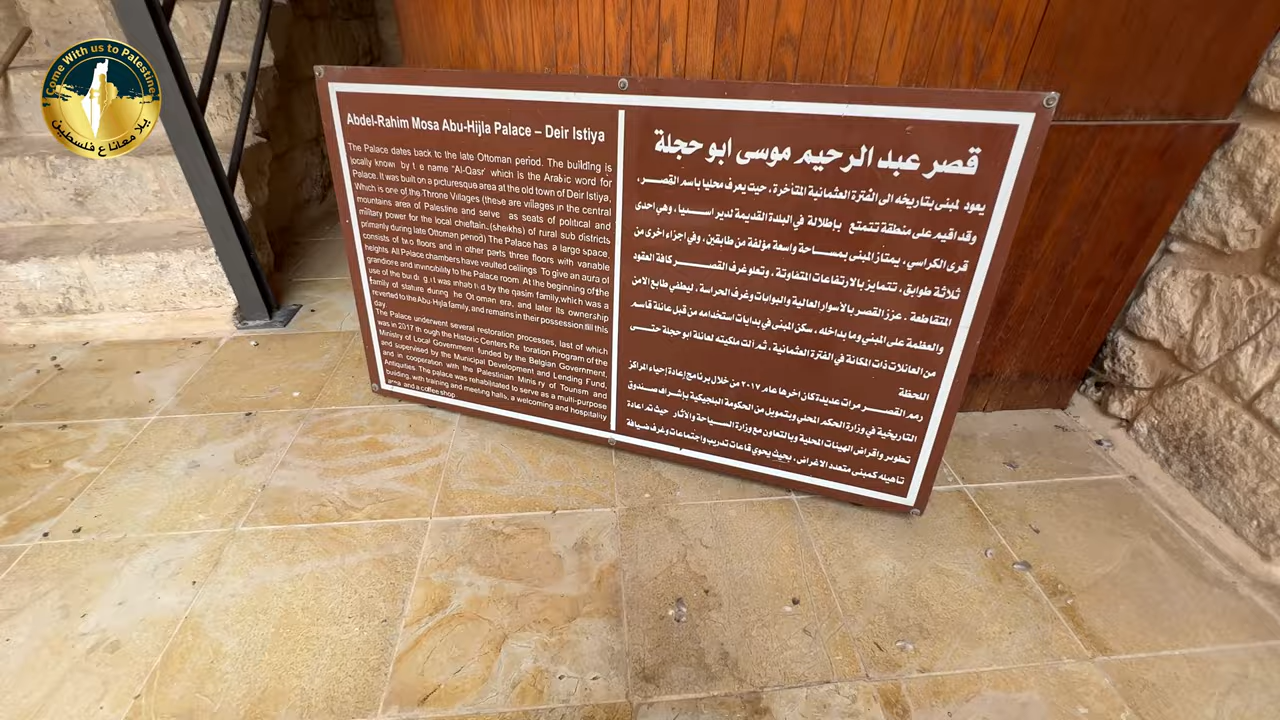 Come With us to Palestine
يلا معانا ع فلسطين
Abdel-Rahim Mosa Abu-Hijla Palace – Deir Istiya
The Palace dates back to the late Ottoman period. The building is
locally known by t e name “Al-Qasr” which is the Arabic word for
Palace. It was built on a picturesque area at the old town of Deir Istiya,
Which is one of the Throne Villages (these are villages in the central
mountains area of Palestine and serve as seats of political and
military power for the local chieftain, (sheikhs) of rural sub districts
primarily during late Ottoman period) The Palace has a large space,
consists of two floors and in other parts three floors with variable
heights. All Palace chambers have vaulted ceilings. To give an aura of
grandiore and invincibility to the Palace room. At the beginning of the
use of the buiding, it was inhabited by the qasim family,which was a
family of stature during he Ottoman era, and later its ownership
reverted to the Abu-Hijla family, and remains in their possession till this
day.
The Palace underwent several restoration processes, last of which
was in 2017 th ough the Historic Centers Re toration Program of the
Ministry of Local Government funded by the Belgian Government,
and supervised by the Municipal Development and Lending Fund,
and in cooperation with the Palestinian Ministry of Tourism and
Antiquities. The palace was rehabilitated to serve as a multi-purpose
building, with training and meeting halls, a welcoming and hospitality
area, and a coffee shop.
قصر عبد الرحيم موسى ابو حجلة
يعود لمبنى بتاريخه الى الفترة العثمانية المتأخرة، حيت يعرف محليا باسم القصر،
وقد اقيم على منطقة تتمتع بإطلالة في البلدة القديمة لدير استيا، وهي احدى
قرى الكراسي، يمتاز المبنى بمساحة واسعة مؤلفة من طابقين، وفي اجزاء اخرى من
ثلاثة طوابق، تتمايز بالارتفاعات المتفاوتة، وتعلو غرف القصر كافة العقود
المتقاطعة. عزز القصر بالأسوار العالية والبوابات وغرف الحراسة، ليطفي طابع الامن
والعظمة على المبنى وما بداخله، سكن المبنى في بدايات استخدامه من قبل عائلة قاسم
من العائلات ذات المكانة في الفترة العثمانية، ثم ألت ملكيته لعائلة ابو حجلة حتى
اللحظة
رمم القصر مرات عديدة كان اخرها عام ٢٠١٧ من خلال برنامج إعادة إحياء المراكز
التاريخية في وزارة الحكم المحلي وبتمويل من الحكومة البلجيكية بإشراف صندوق
تطوير واقراض الهيئات المحلية وبالتعاون مع وزارة السياحة والآثار حيث تم اعادة
تاهيله كمبنى متعدد الاغراض، بحيث يحوي قاعات تدريب واجتماعات وغرف ضيافة